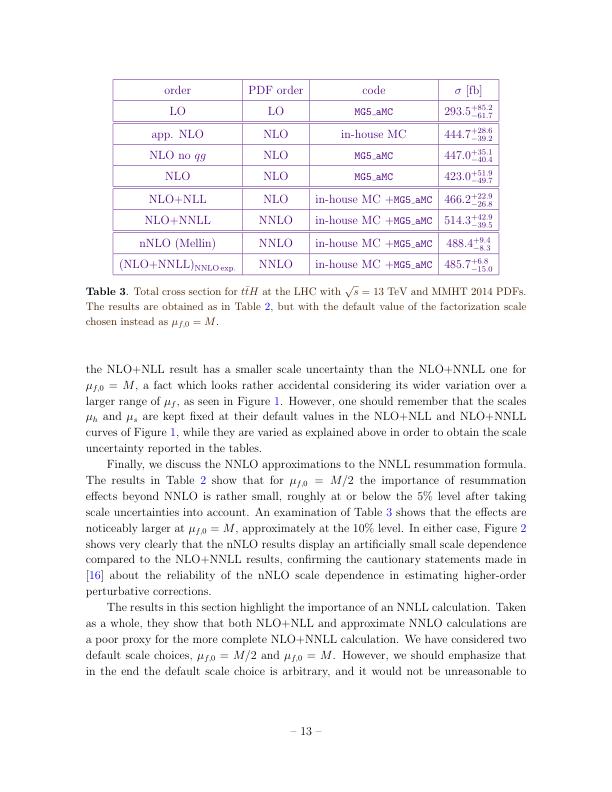 order PDF order code σ [fb]
LO LO MG5_aMC 293.5+85.2−61.7
app. NLO NLO in-house MC 444.7+28.6−39.2
NLO no qg NLO MG5_aMC 447.0+35.1−40.4
NLO NLO MG5_aMC 423.0+51.9−49.7
NLO+NLL NLO in-house MC +MG5_aMC 466.2+22.9−26.8
NLO+NNLL NNLO in-house MC +MG5_aMC 514.3+42.9−39.5
nNLO (Mellin) NNLO in-house MC +MG5_aMC 488.4+9.4−8.3
(NLO+NNLL)NNLO exp. NNLO in-house MC +MG5_aMC 485.7+6.8−15.0
Table 3. Total cross section for tt̄H at the LHC with √s = 13 TeV and MMHT 2014 PDFs.
The results are obtained as in Table 2, but with the default value of the factorization scale
chosen instead as μf,0 = M.
the NLO+NLL result has a smaller scale uncertainty than the NLO+NNLL one for
μf,0 = M, a fact which looks rather accidental considering its wider variation over a
larger range of μf, as seen in Figure 1. However, one should remember that the scales
μh and μs are kept fixed at their default values in the NLO+NLL and NLO+NNLL
curves of Figure 1, while they are varied as explained above in order to obtain the scale
uncertainty reported in the tables.
Finally, we discuss the NNLO approximations to the NNLL resummation formula.
The results in Table 2 show that for μf,0 = M/2 the importance of resummation
effects beyond NNLO is rather small, roughly at or below the 5% level after taking
scale uncertainties into account. An examination of Table 3 shows that the effects are
noticeably larger at μf,0 = M, approximately at the 10% level. In either case, Figure 2
shows very clearly that the nNLO results display an artificially small scale dependence
compared to the NLO+NNLL results, confirming the cautionary statements made in
[16] about the reliability of the nNLO scale dependence in estimating higher-order
perturbative corrections.
The results in this section highlight the importance of an NNLL calculation. Taken
as a whole, they show that both NLO+NLL and approximate NNLO calculations are
a poor proxy for the more complete NLO+NNLL calculation. We have considered two
default scale choices, μf,0 = M/2 and μf,0 = M. However, we should emphasize that
in the end the default scale choice is arbitrary, and it would not be unreasonable to
– 13 –